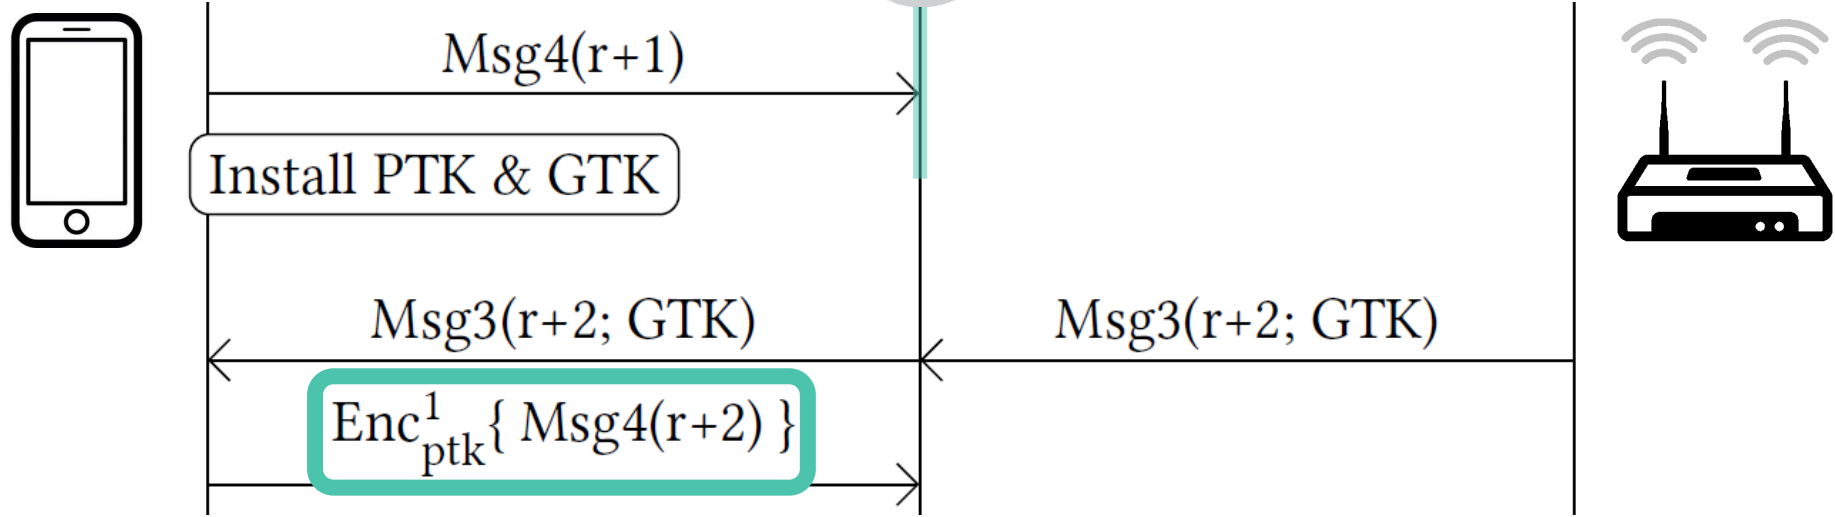 Msg4(r+1)
Install PTK & GTK
Msg3(r+2; GTK)
Msg3(r+2; GTK)
Enc¹ptk{ Msg4(r+2) }